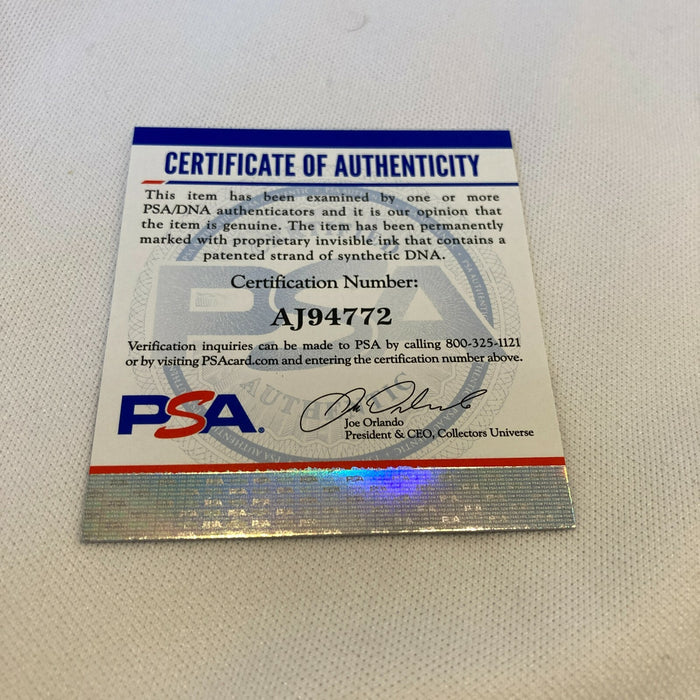 CERTIFICATE OF AUTHENTICITY
This item has been examined by one or more
PSA/DNA authenticators and it is our opinion that
the item is genuine. The item has been permanently
marked with proprietary invisible ink that contains a
patented strand of synthetic DNA.
Certification Number:
AJ94772
Verification inquiries can be made to PSA by calling 800-325-1121
or by visiting PSAcard.com and entering the certification number above.
PSA
AUTHENTIC
PSA®
Joe Orlando
President & CEO, Collectors Universe